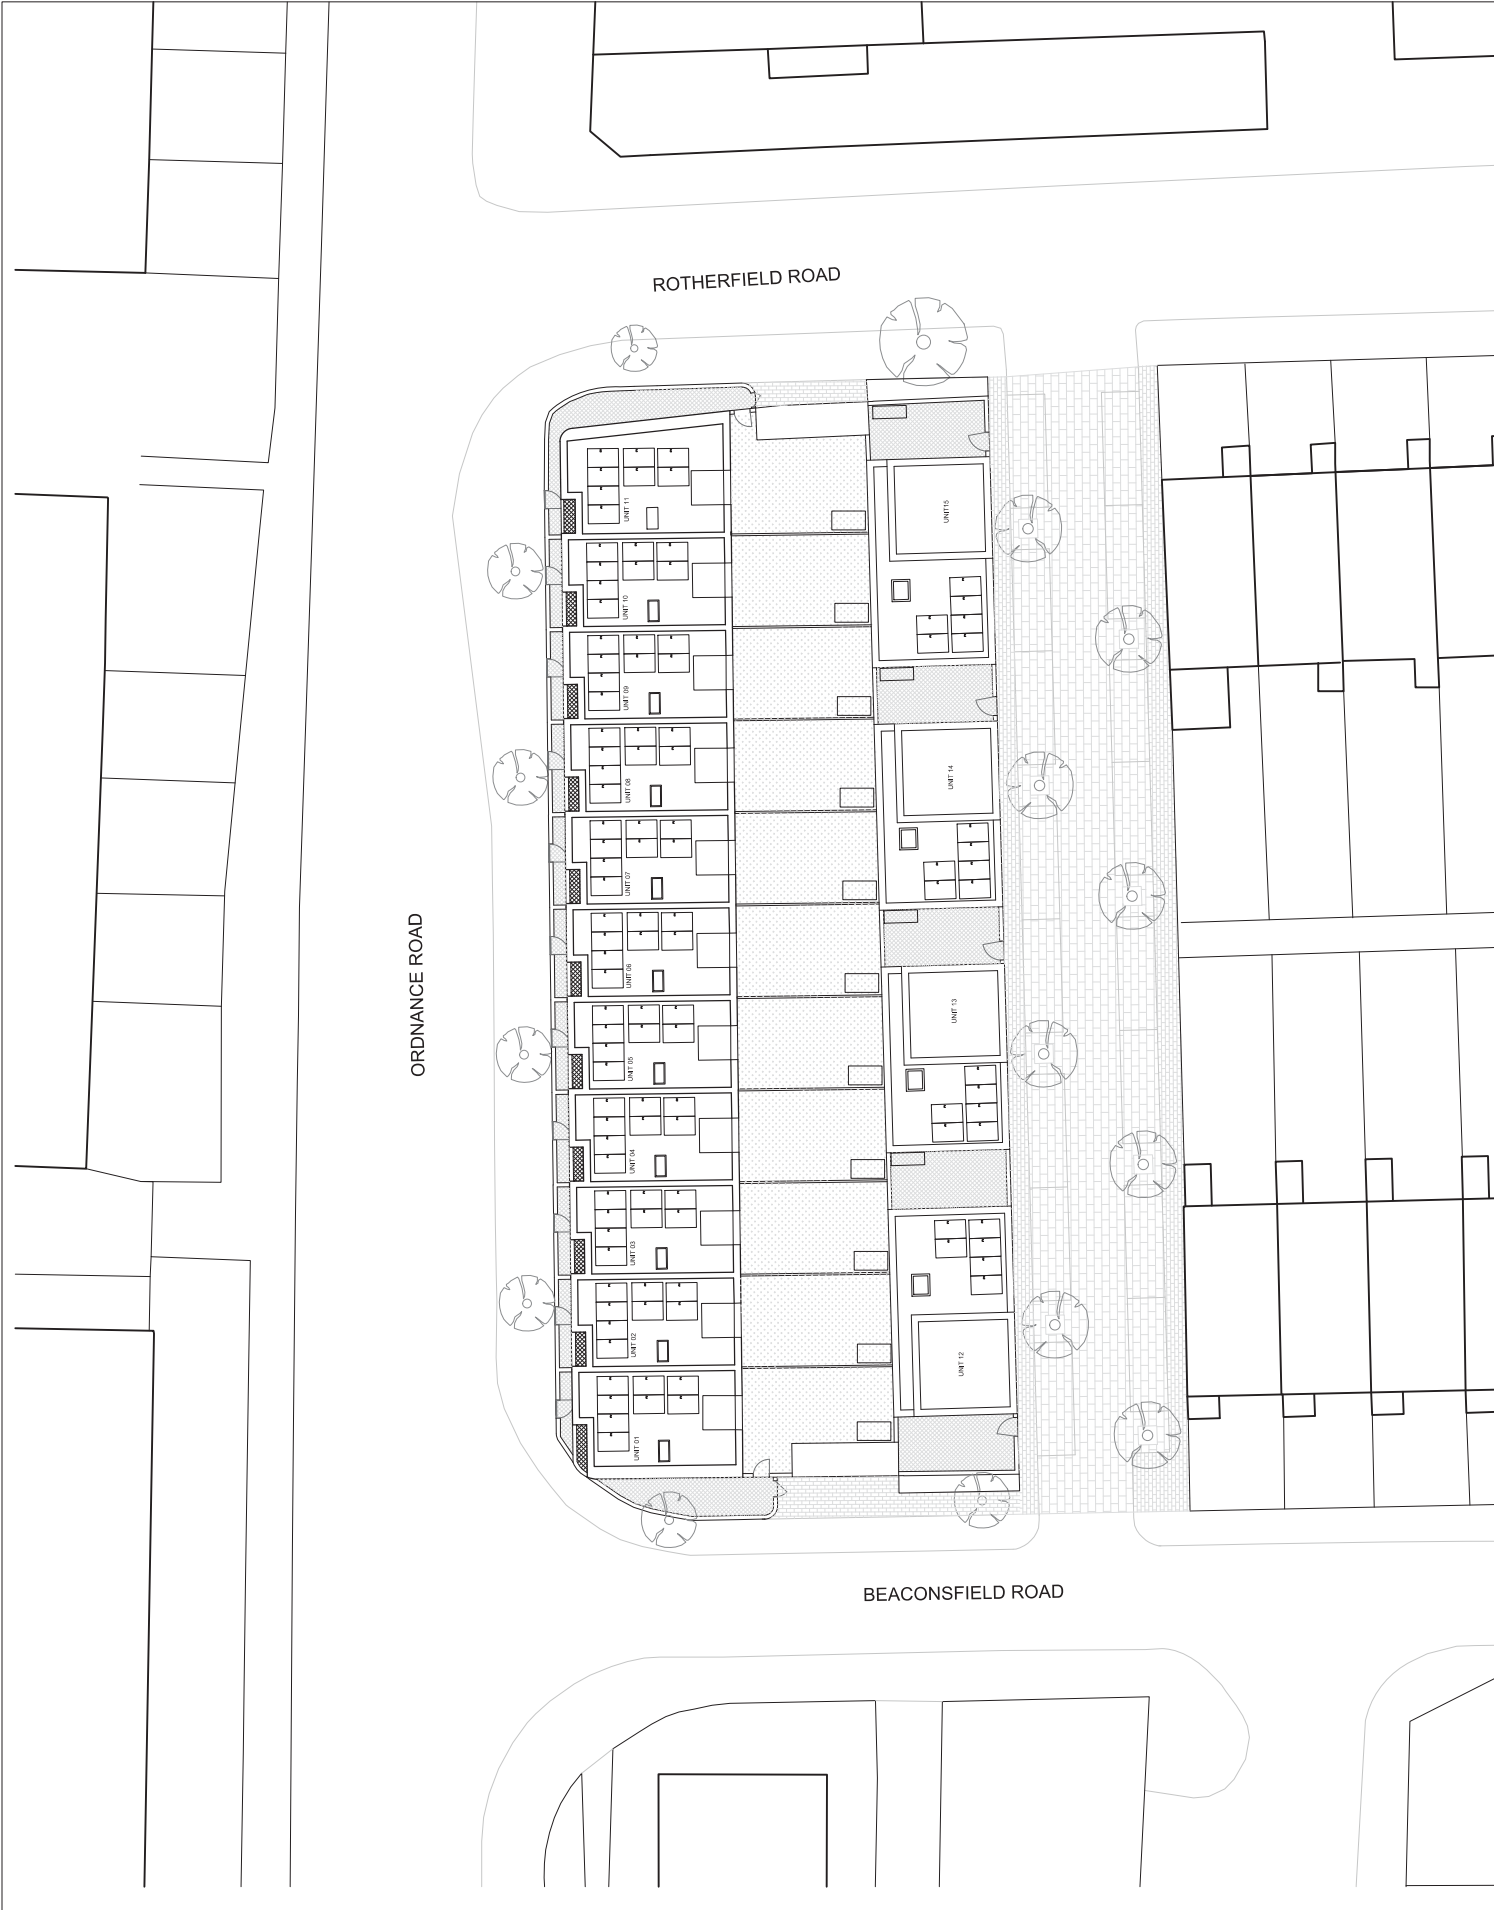 ROTHERFIELD ROAD
UNIT 11
UNIT15
UNIT 10
UNIT 09
UNIT 14
UNIT 08
UNIT 07
UNIT 06
UNIT 13
ORDNANCE ROAD
UNIT 05
UNIT 04
UNIT 03
UNIT 02
UNIT 12
UNIT 01
BEACONSFIELD ROAD